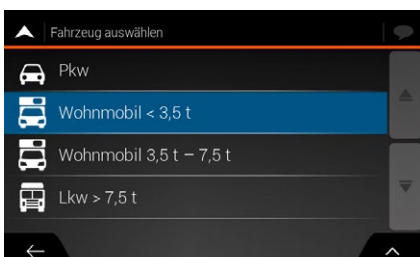 Fahrzeug auswählen
Pkw
Wohnmobil < 3,5 t
Wohnmobil 3,5 t – 7,5 t
Lkw > 7,5 t